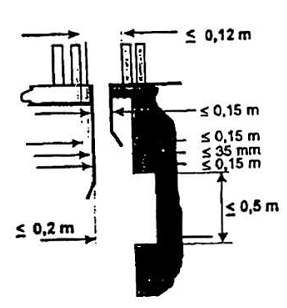 ≤ 0,12 m
≤ 0,15 m
≤ 0,15 m
≤ 35 mm
≤ 0,15 m
≤ 0,5 m
≤ 0,2 m